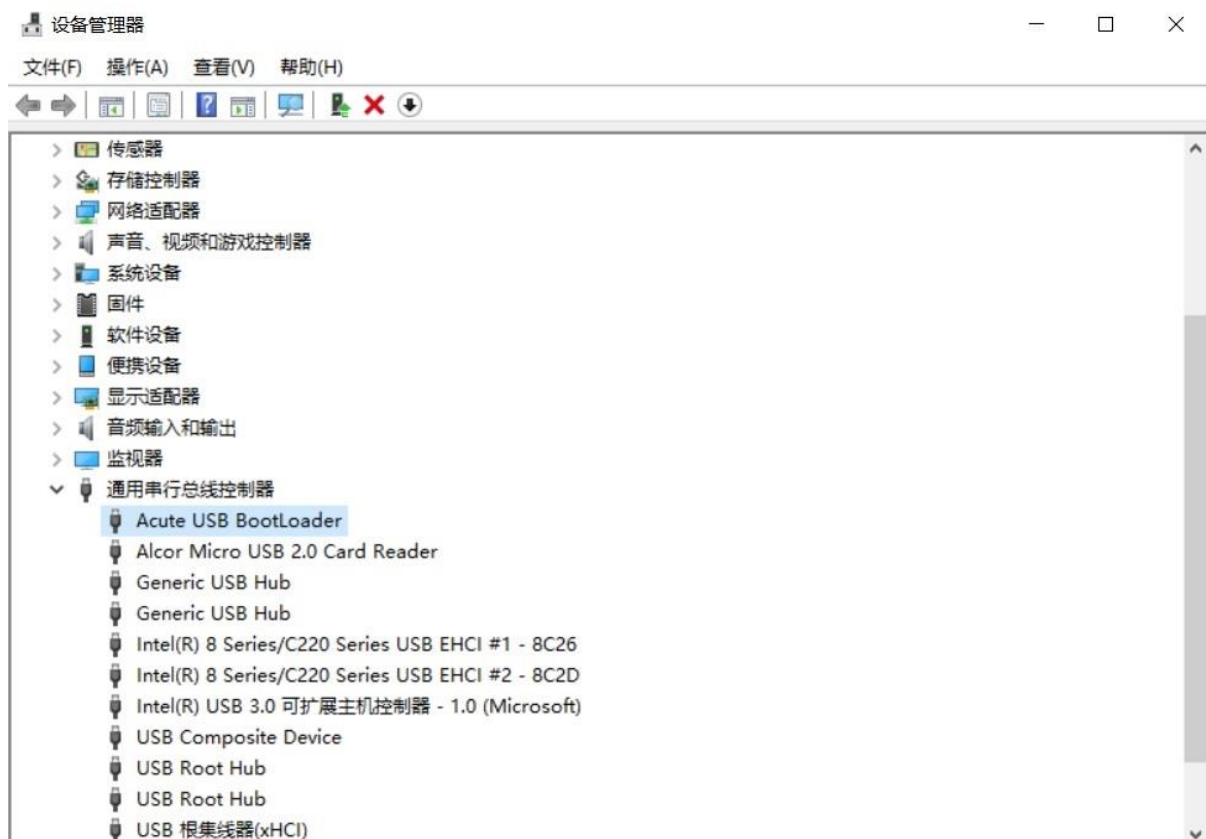 设备管理器
文件(F) 操作(A) 查看(V) 帮助(H)
传感器
存储控制器
网络适配器
声音、视频和游戏控制器
系统设备
固件
软件设备
便携设备
显示适配器
音频输入和输出
监视器
通用串行总线控制器
Acute USB BootLoader
Alcor Micro USB 2.0 Card Reader
Generic USB Hub
Generic USB Hub
Intel(R) 8 Series/C220 Series USB EHCI #1 - 8C26
Intel(R) 8 Series/C220 Series USB EHCI #2 - 8C2D
Intel(R) USB 3.0 可扩展主机控制器 - 1.0 (Microsoft)
USB Composite Device
USB Root Hub
USB Root Hub
USB 根集线器(xHCI)